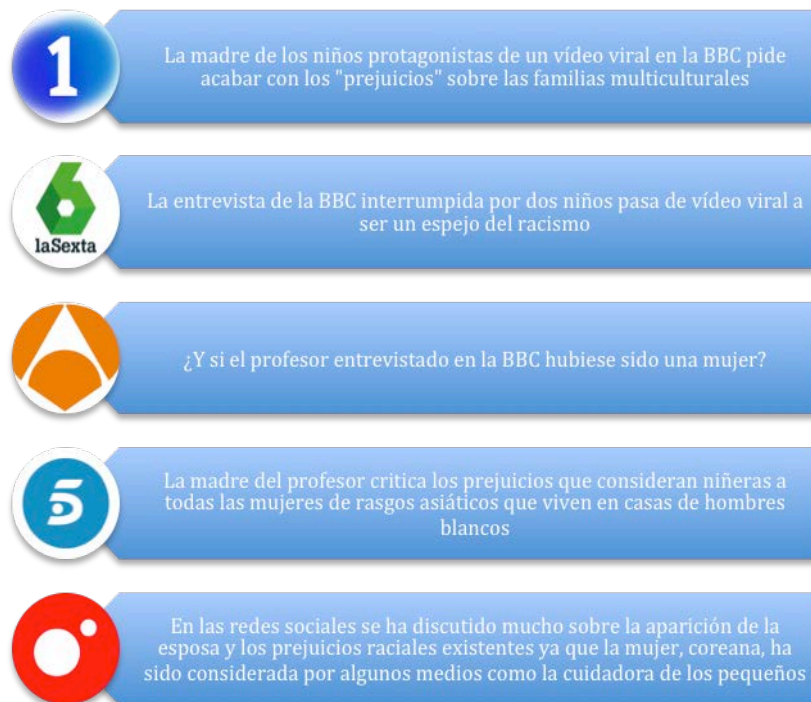 1
La madre de los niños protagonistas de un vídeo viral en la BBC pide
acabar con los "prejuicios" sobre las familias multiculturales
laSexta
La entrevista de la BBC interrumpida por dos niños pasa de vídeo viral a
ser un espejo del racismo
¿Y si el profesor entrevistado en la BBC hubiese sido una mujer?
5
La madre del profesor critica los prejuicios que consideran niñeras a
todas las mujeres de rasgos asiáticos que viven en casas de hombres
blancos
En las redes sociales se ha discutido mucho sobre la aparición de la
esposa y los prejuicios raciales existentes ya que la mujer, coreana, ha
sido considerada por algunos medios como la cuidadora de los pequeños